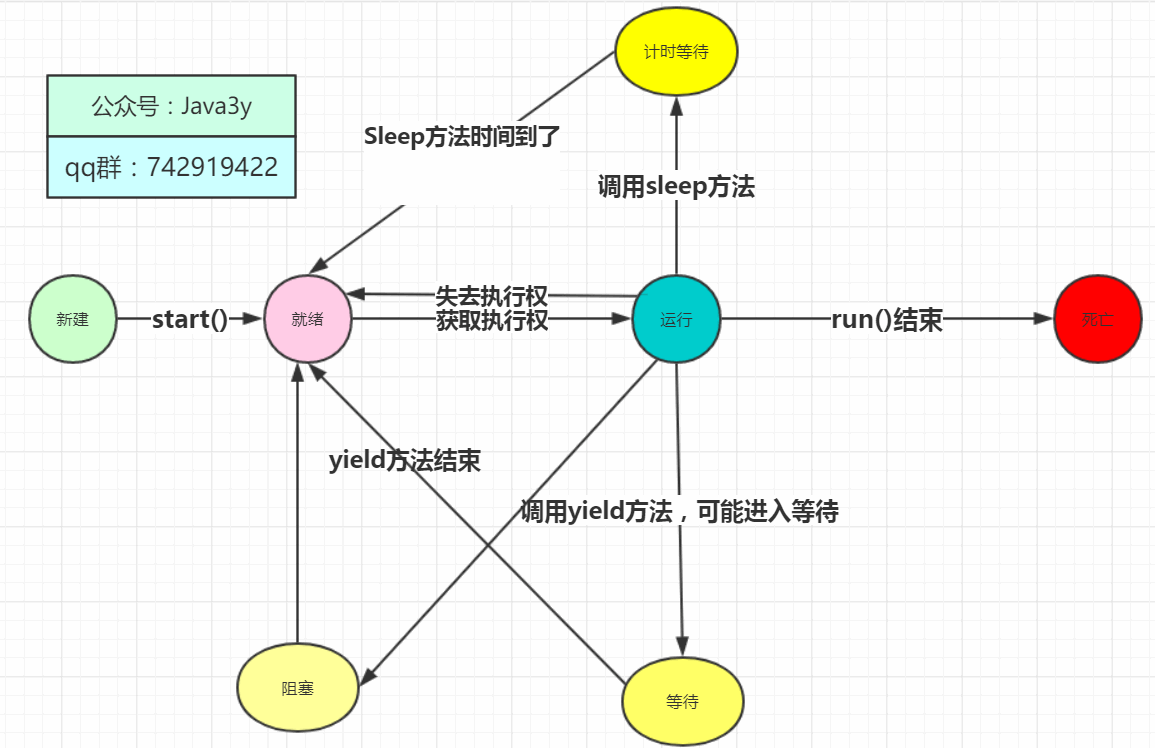 计时等待
公众号：Java3y
Sleep方法时间到了
qq群：742919422
调用sleep方法
失去执行权
新建
start()
就绪
获取执行权
运行
run()结束
死亡
yield方法结束
调用yield方法，可能进入等待
阻塞
等待